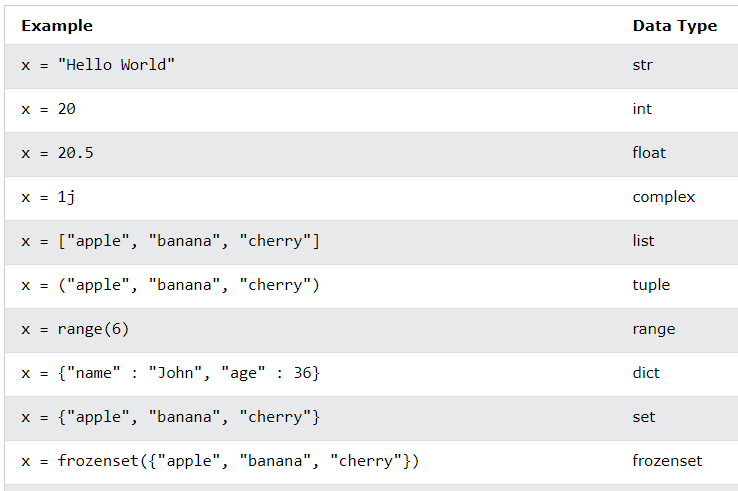 Example Data Type
x = "Hello World" str
x = 20 int
x = 20.5 float
x = 1j complex
x = ["apple", "banana", "cherry"] list
x = ("apple", "banana", "cherry") tuple
x = range(6) range
x = {"name" : "John", "age" : 36} dict
x = {"apple", "banana", "cherry"} set
x = frozenset({"apple", "banana", "cherry"}) frozenset